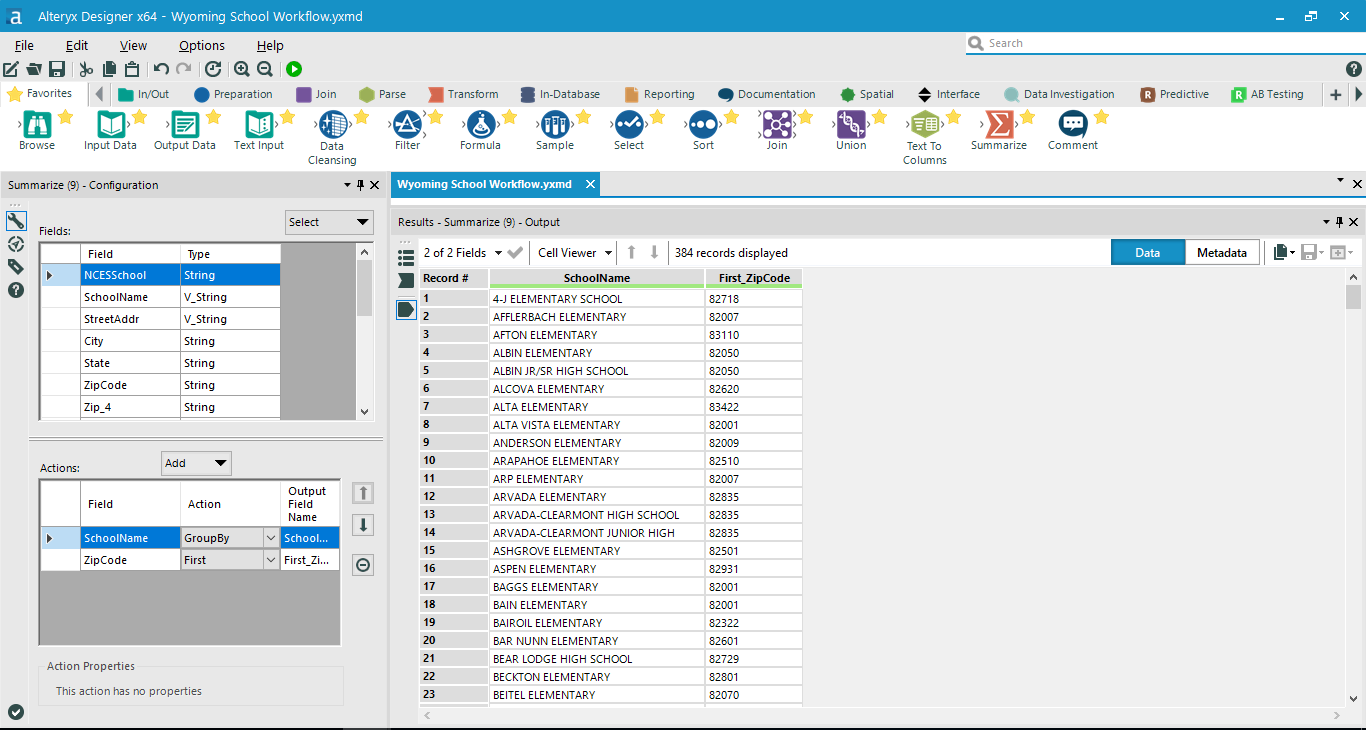 Alteryx Designer x64 - Wyoming School Workflow.yxmd
File Edit View Options Help
Search
Favorites In/Out Preparation Join Parse Transform In-Database Reporting Documentation Spatial Interface Data Investigation Predictive AB Testing
Browse Input Data Output Data Text Input Data Cleansing Filter Formula Sample Select Sort Join Union Text To Columns Summarize Comment
Summarize (9) - Configuration
Fields:
Select
Field Type
NCESSchool String
SchoolName V_String
StreetAddr V_String
City String
State String
ZipCode String
Zip_4 String
Actions:
Add
Field Action Output Field Name
SchoolName GroupBy School...
ZipCode First First_Zi...
Action Properties
This action has no properties
Wyoming School Workflow.yxmd
Results - Summarize (9) - Output
2 of 2 Fields Cell Viewer 384 records displayed Data Metadata
Record # SchoolName First_ZipCode
1 4-J ELEMENTARY SCHOOL 82718
2 AFFLERBACH ELEMENTARY 82007
3 AFTON ELEMENTARY 83110
4 ALBIN ELEMENTARY 82050
5 ALBIN JR/SR HIGH SCHOOL 82050
6 ALCOVA ELEMENTARY 82620
7 ALTA ELEMENTARY 83422
8 ALTA VISTA ELEMENTARY 82001
9 ANDERSON ELEMENTARY 82009
10 ARAPAHOE ELEMENTARY 82510
11 ARP ELEMENTARY 82007
12 ARVADA ELEMENTARY 82835
13 ARVADA-CLEARMONT HIGH SCHOOL 82835
14 ARVADA-CLEARMONT JUNIOR HIGH 82835
15 ASHGROVE ELEMENTARY 82501
16 ASPEN ELEMENTARY 82931
17 BAGGS ELEMENTARY 82001
18 BAIN ELEMENTARY 82001
19 BAIROIL ELEMENTARY 82322
20 BAR NUNN ELEMENTARY 82601
21 BEAR LODGE HIGH SCHOOL 82729
22 BECKTON ELEMENTARY 82801
23 BEITEL ELEMENTARY 82070